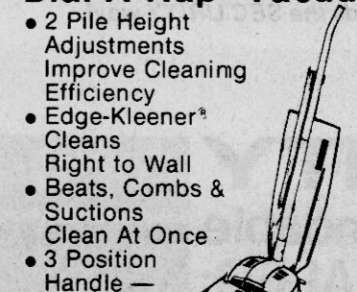 • 2 Pile Height
Adjustments
Improve Cleaning
Efficiency
• Edge-Kleener®
Cleans
Right to Wall
• Beats, Combs &
Suctions
Clean At Once
• 3 Position
Handle —